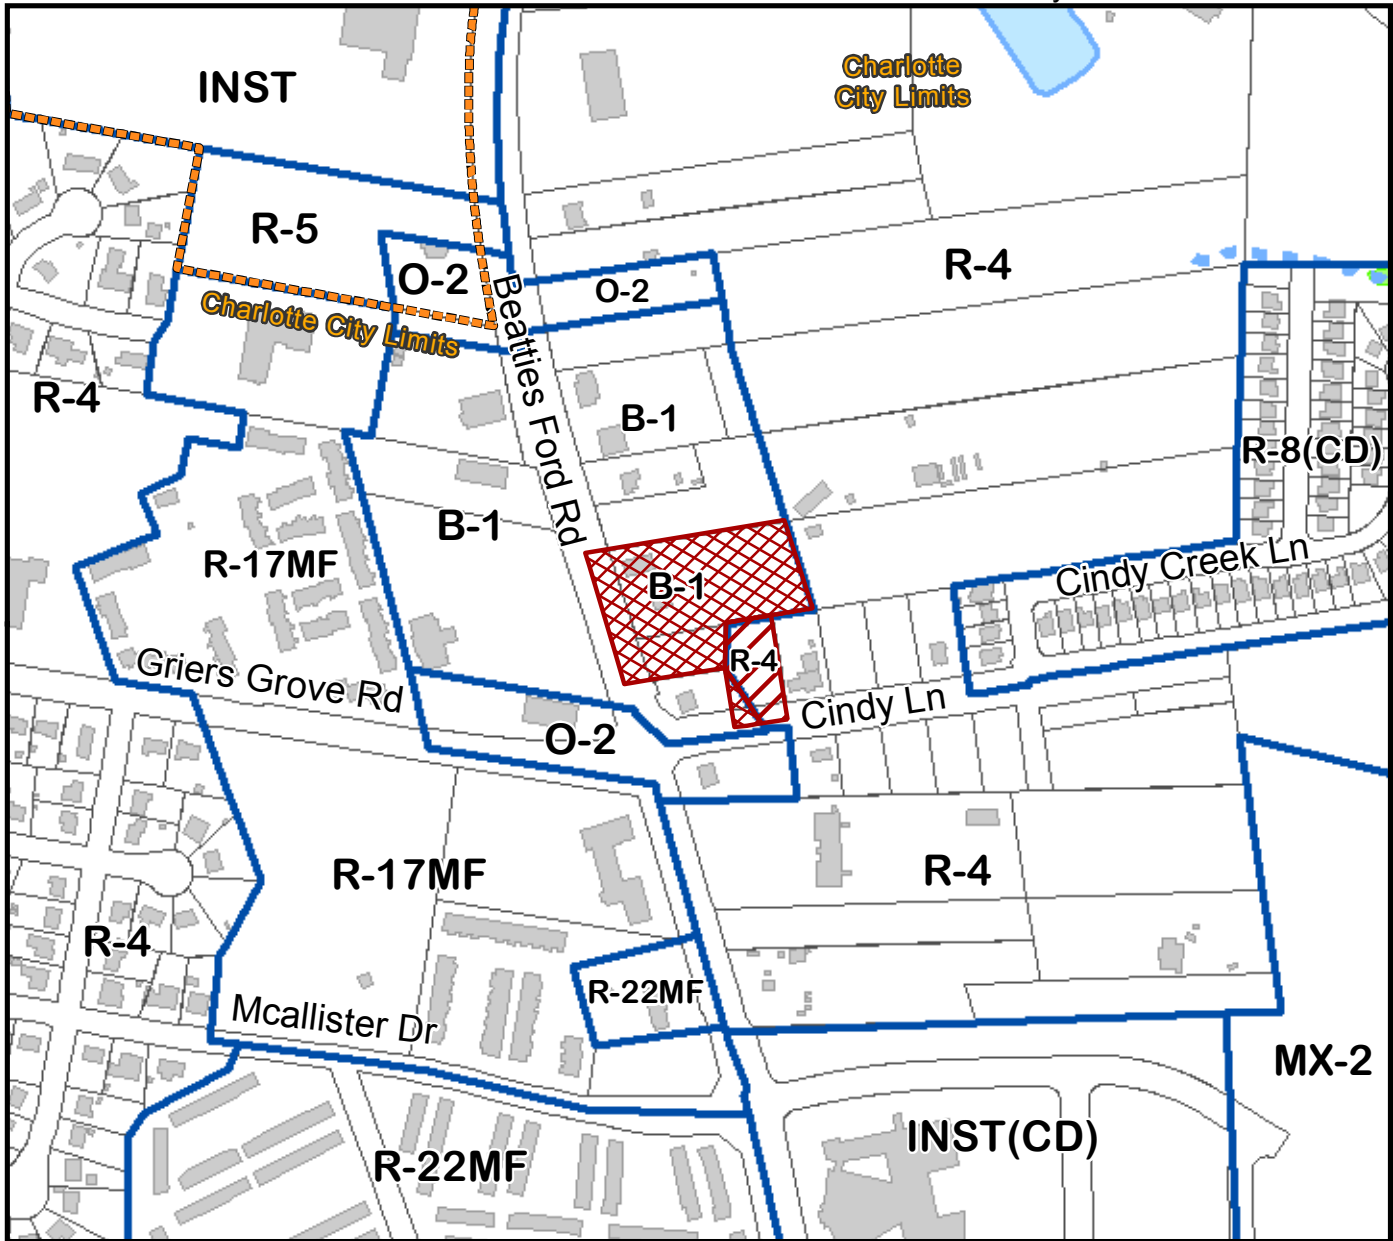 Charlotte
City Limits
INST
R-5
O-2
O-2
R-4
Charlotte City Limits
Beatties Ford Rd
R-4
B-1
R-8(CD)
B-1
R-17MF
B-1
Cindy Creek Ln
R-4
Griers Grove Rd
Cindy Ln
O-2
R-17MF
R-4
R-4
R-22MF
Mcallister Dr
MX-2
INST(CD)
R-22MF